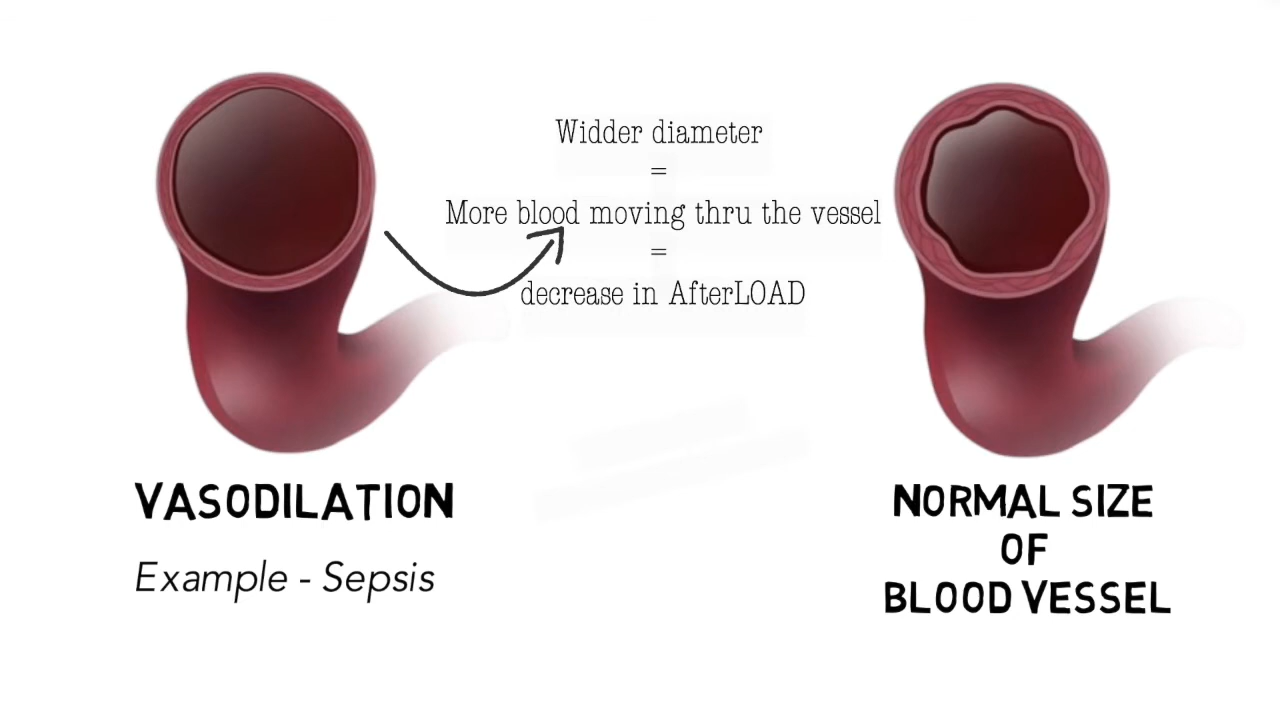 Widder diameter
=
More blood moving thru the vessel
=
decrease in AfterLOAD
VASODILATION
Example - Sepsis
NORMAL SIZE
OF
BLOOD VESSEL